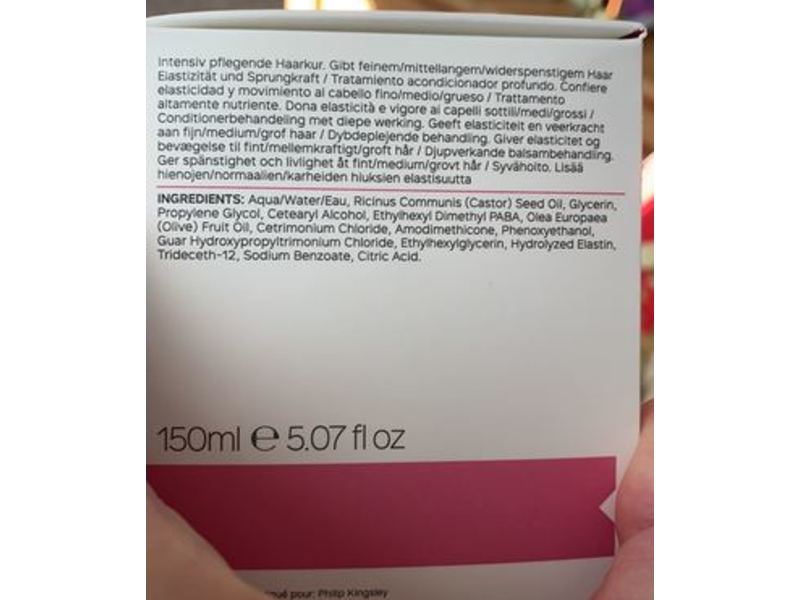 Intensiv pflegende Haarkur. Gibt feinem/mittellangem/widerspenstigem Haar
Elastizität und Sprungkraft / Tratamiento acondicionador profundo. Confiere
elasticidad y movimiento al cabello fino/medio/grueso / Trattamento
altamente nutriente. Dona elasticità e vigore ai capelli sottili/medi/grossi /
Conditionerbehandeling met diepe werking. Geeft elasticiteit en veerkracht
aan fijn/medium/grof haar / Dybdeplejende behandling. Giver elasticitet og
bevægelse til fint/mellemkraftigt/groft hår / Djupverkande balsambehandling.
Ger spänstighet och livlighet åt fint/medium/grovt hår / Syvähoito. Lisää
hienojen/normaalien/karheiden hiuksien elastisuutta
INGREDIENTS: Aqua/Water/Eau, Ricinus Communis (Castor) Seed Oil, Glycerin,
Propylene Glycol, Cetearyl Alcohol, Ethylhexyl Dimethyl PABA, Olea Europaea
(Olive) Fruit Oil, Cetrimonium Chloride, Amodimethicone, Phenoxyethanol,
Guar Hydroxypropyltrimonium Chloride, Ethylhexylglycerin, Hydrolyzed Elastin,
Trideceth-12, Sodium Benzoate, Citric Acid.
150ml e 5.07 fl oz
pour: Philip Kingsley